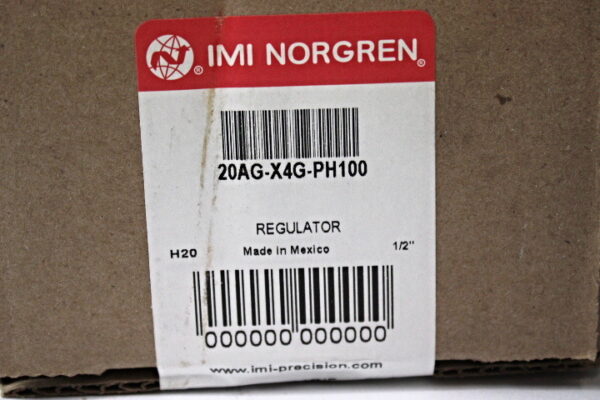 IMI NORGREN®
®
20AG-X4G-PH100
REGULATOR
H20 Made in Mexico 1/2"
000000 000000
www.imi-precision.com